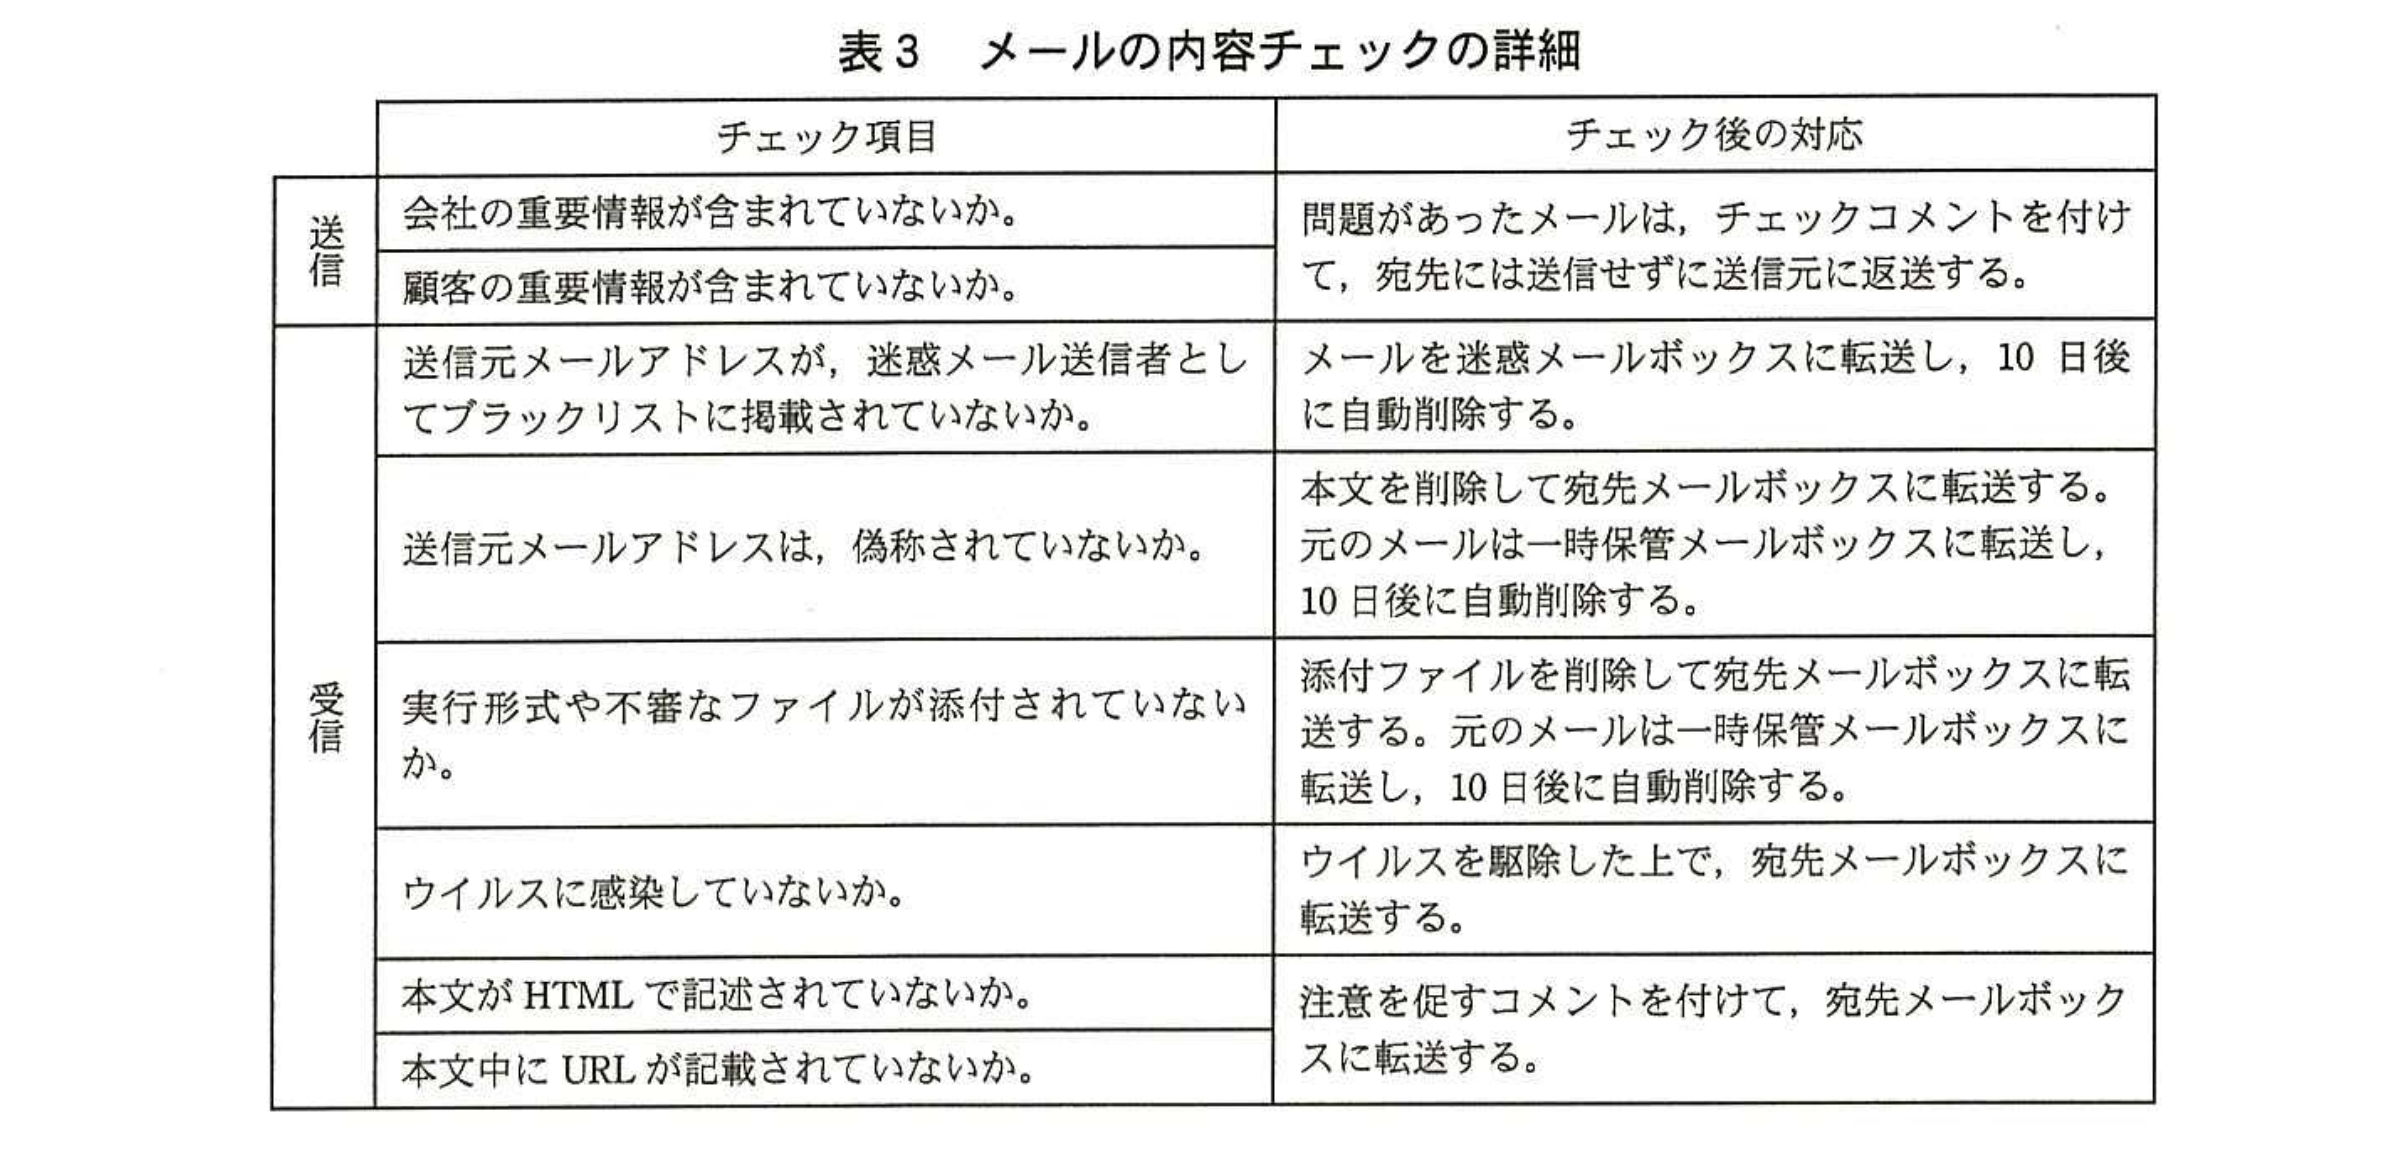 表3　メールの内容チェックの詳細
チェック項目
チェック後の対応
送信
会社の重要情報が含まれていないか。
顧客の重要情報が含まれていないか。
問題があったメールは，チェックコメントを付け
て，宛先には送信せずに送信元に返送する。
受信
送信元メールアドレスが，迷惑メール送信者とし
てブラックリストに掲載されていないか。
メールを迷惑メールボックスに転送し，10 日後
に自動削除する。
送信元メールアドレスは，偽称されていないか。
本文を削除して宛先メールボックスに転送する。
元のメールは一時保管メールボックスに転送し，
10 日後に自動削除する。
実行形式や不審なファイルが添付されていない
か。
添付ファイルを削除して宛先メールボックスに転
送する。元のメールは一時保管メールボックスに
転送し，10 日後に自動削除する。
ウイルスに感染していないか。
ウイルスを駆除した上で，宛先メールボックスに
転送する。
本文が HTML で記述されていないか。
本文中に URL が記載されていないか。
注意を促すコメントを付けて，宛先メールボック
スに転送する。